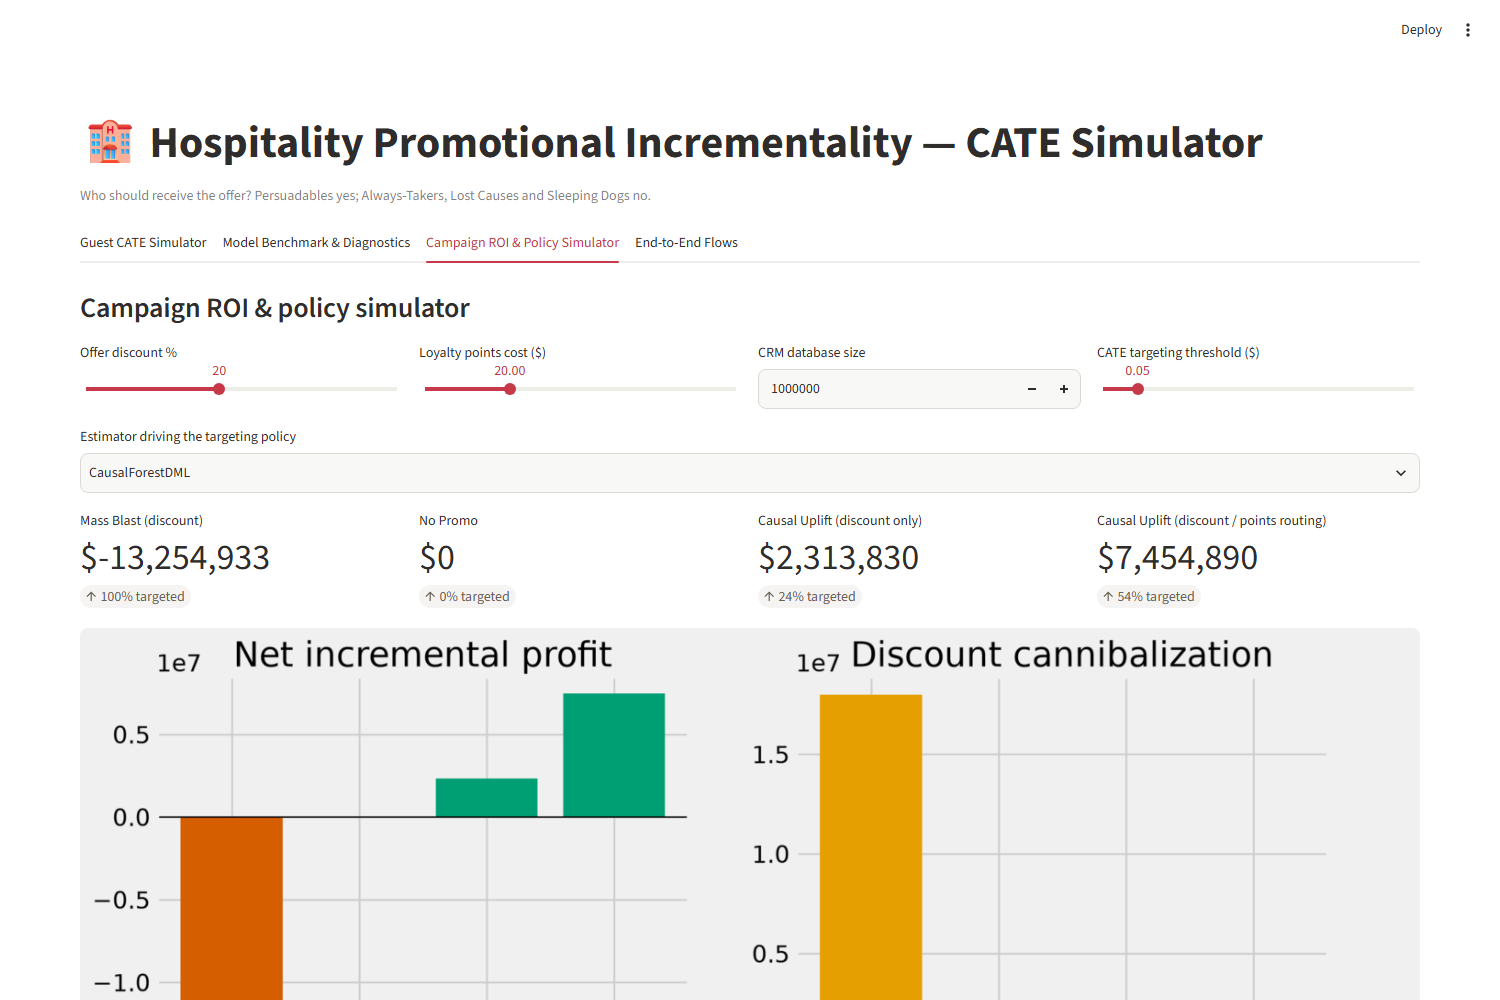 Deploy
Hospitality Promotional Incrementality — CATE Simulator
Who should receive the offer? Persuadables yes; Always-Takers, Lost Causes and Sleeping Dogs no.
Guest CATE Simulator Model Benchmark & Diagnostics Campaign ROI & Policy Simulator End-to-End Flows
Campaign ROI & policy simulator
Offer discount % Loyalty points cost ($) CRM database size CATE targeting threshold ($)
20 20.00 1000000 0.05
Estimator driving the targeting policy
CausalForestDML
Mass Blast (discount) No Promo Causal Uplift (discount only) Causal Uplift (discount / points routing)
$-13,254,933 $0 $2,313,830 $7,454,890
↑ 100% targeted ↑ 0% targeted ↑ 24% targeted ↑ 54% targeted
1e7 Net incremental profit
0.5
0.0
−0.5
−1.0
1e7 Discount cannibalization
1.5
1.0
0.5